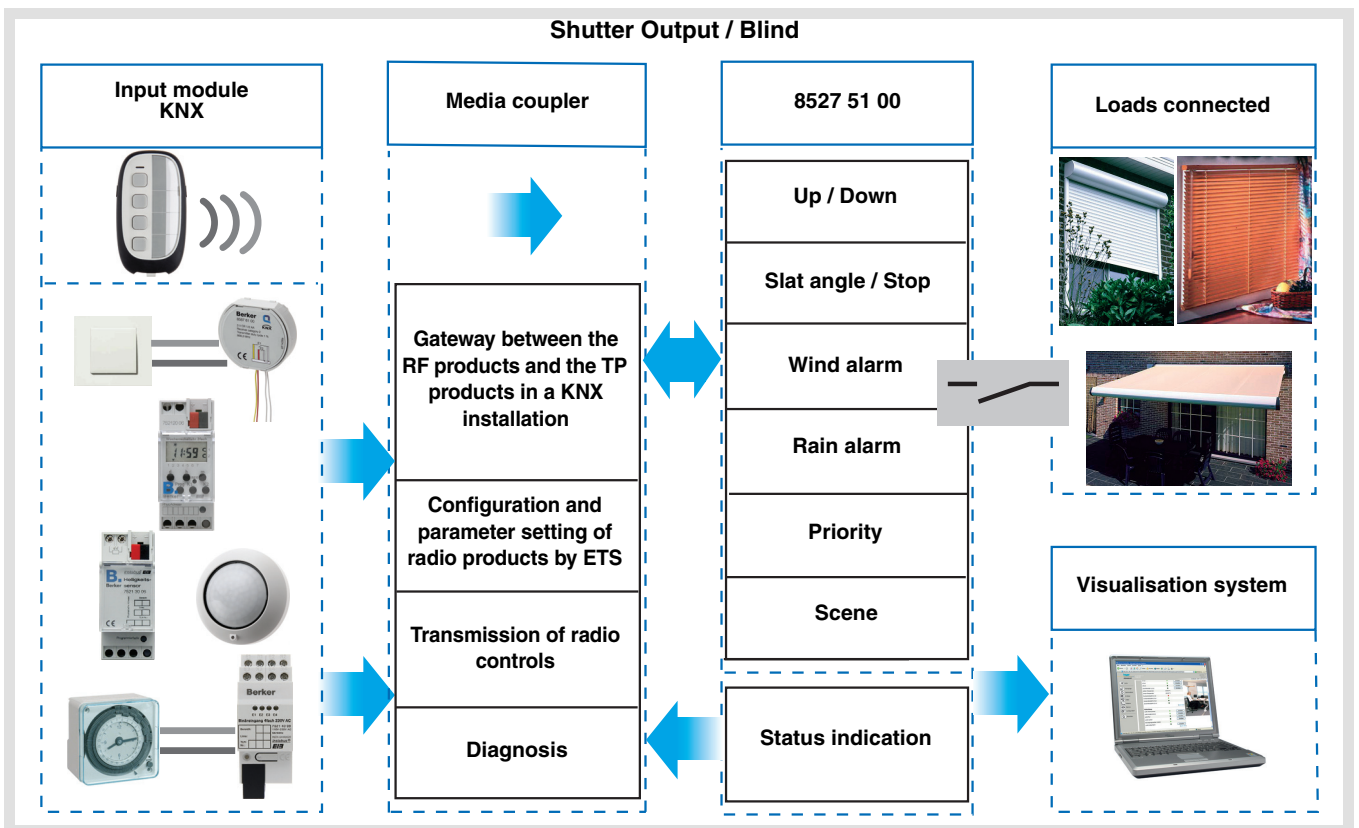 Shutter Output / Blind
Input module
KNX
Media coupler
8527 51 00
Loads connected
Up / Down
Slat angle / Stop
Wind alarm
Rain alarm
Priority
Scene
Status indication
Gateway between the
RF products and the TP
products in a KNX
installation
Configuration and
parameter setting of
radio products by ETS
Transmission of radio
controls
Diagnosis
Visualisation system
Berker
KNX
11:59
B.
B.
Berker
Berker